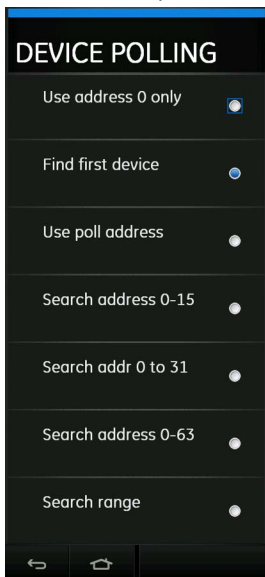 DEVICE POLLING
Use address 0 only
Find first device
Use poll address
Search address 0-15
Search addr 0 to 31
Search address 0-63
Search range